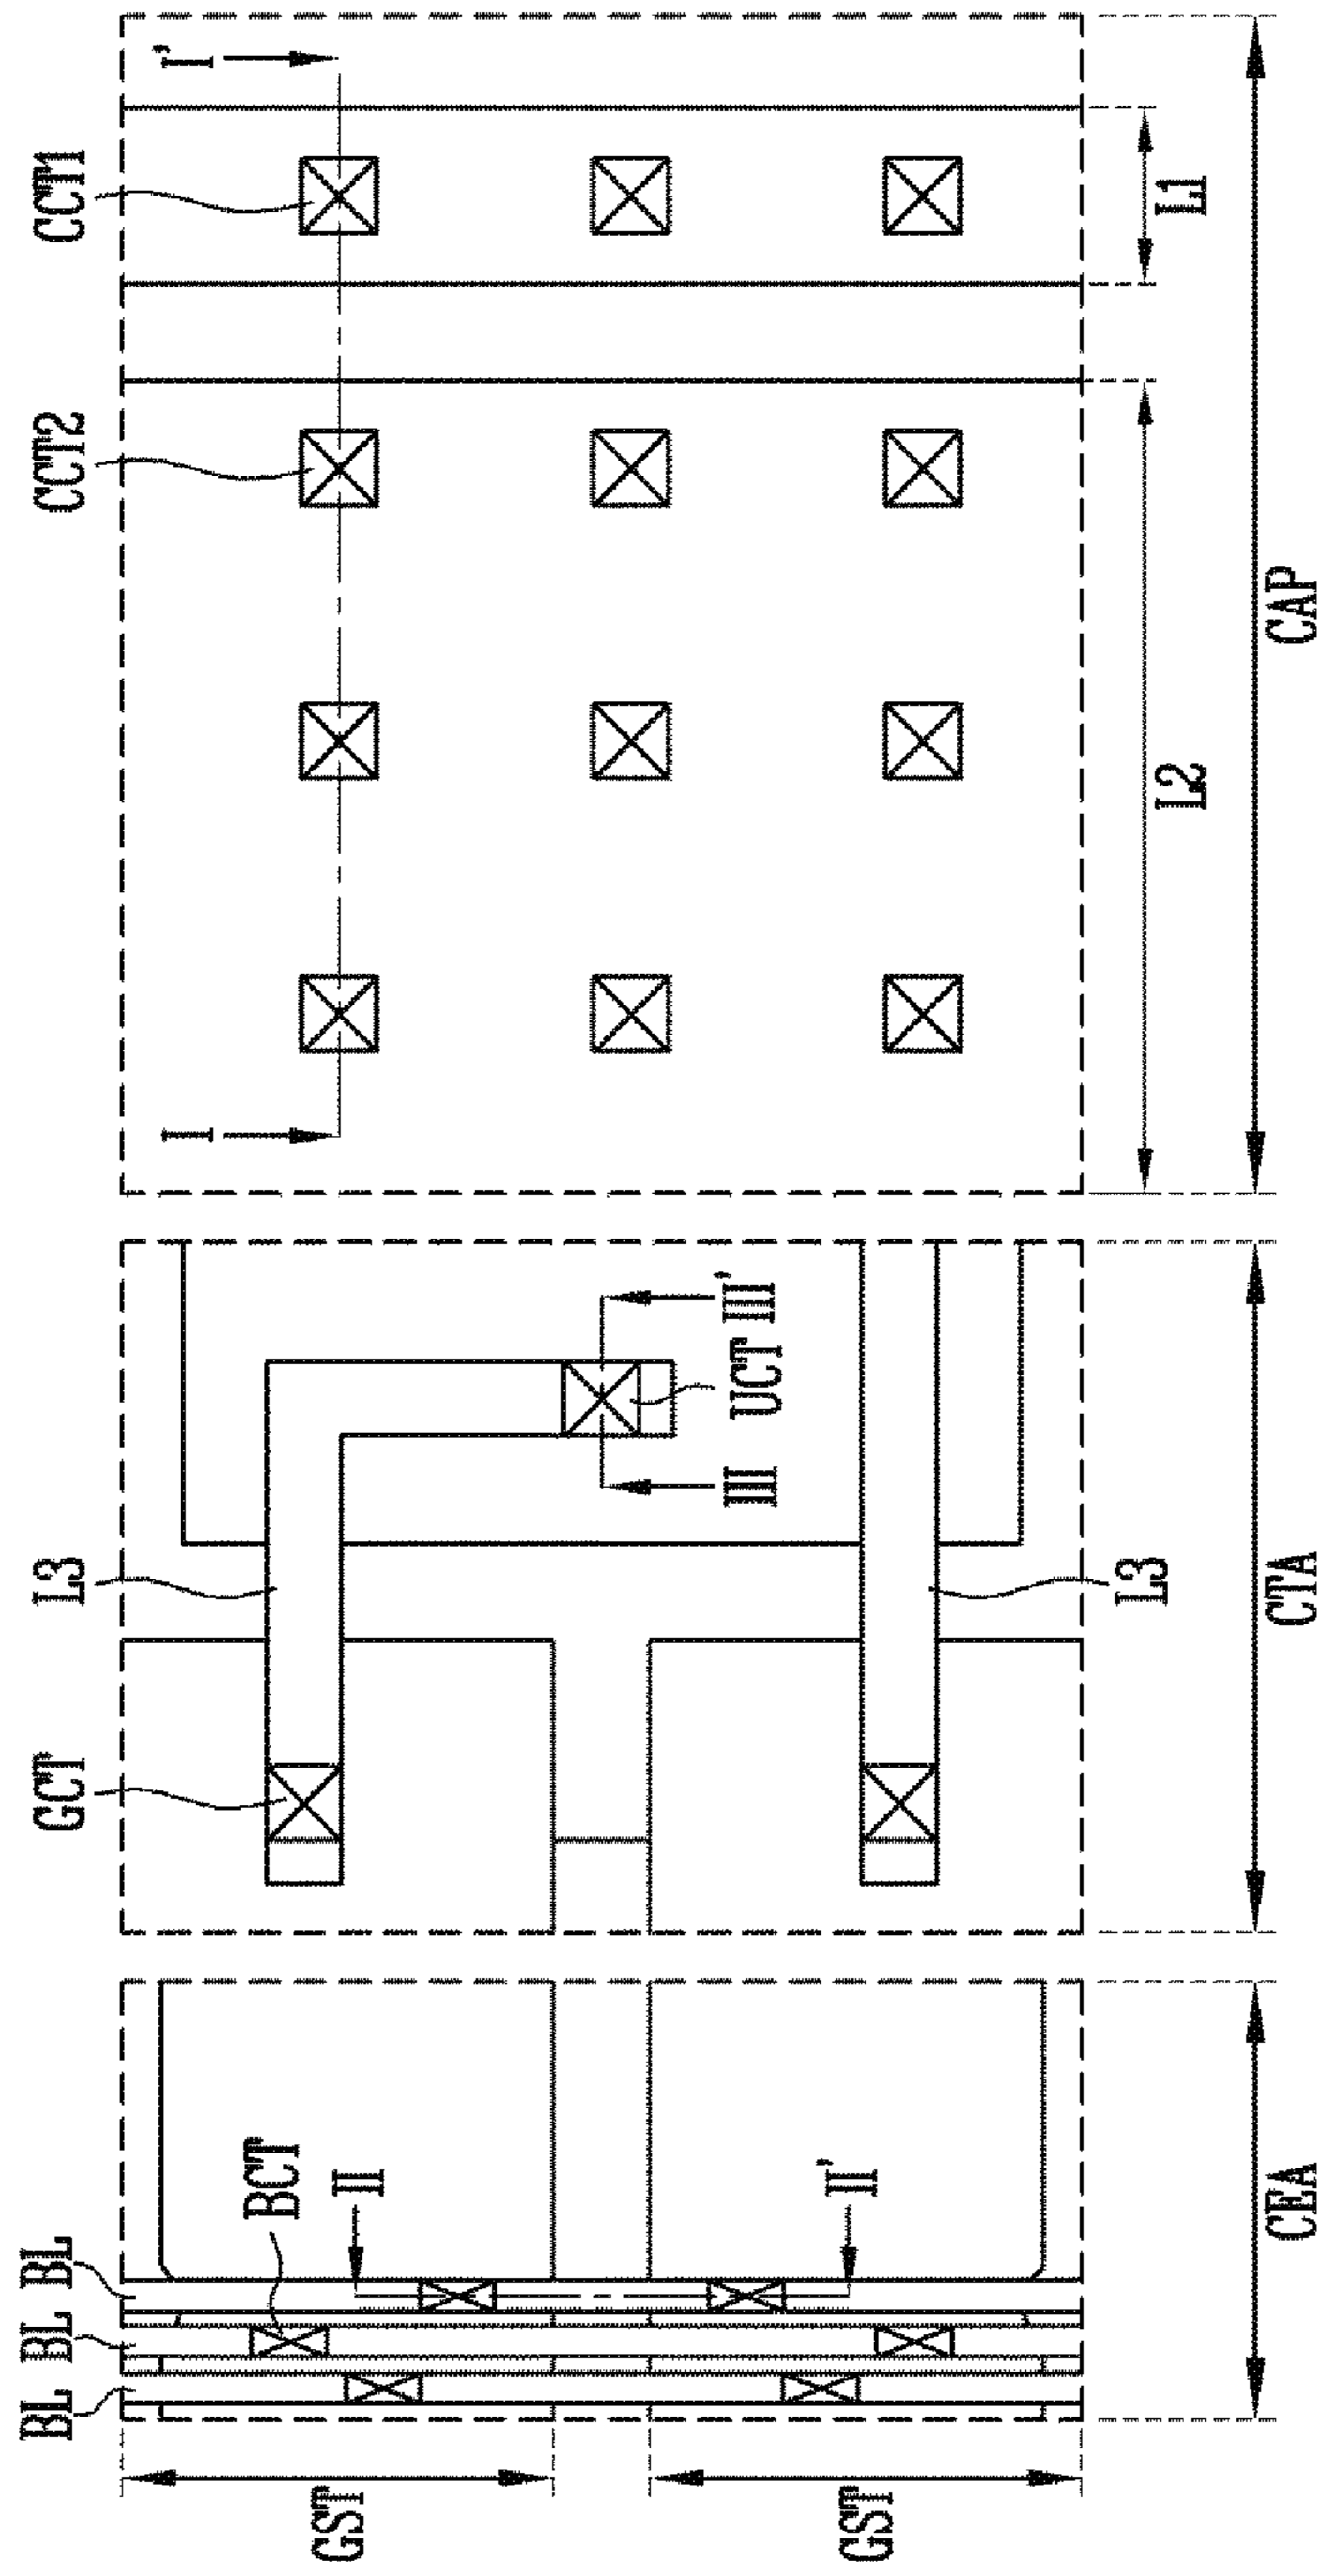 BL
BL
BL
BCT
GCT
L3
CCT2
CCT1
II
I
I'
III
III'
UCT
II'
L3
GST
GST
L2
L1
CEA
CTA
CAP